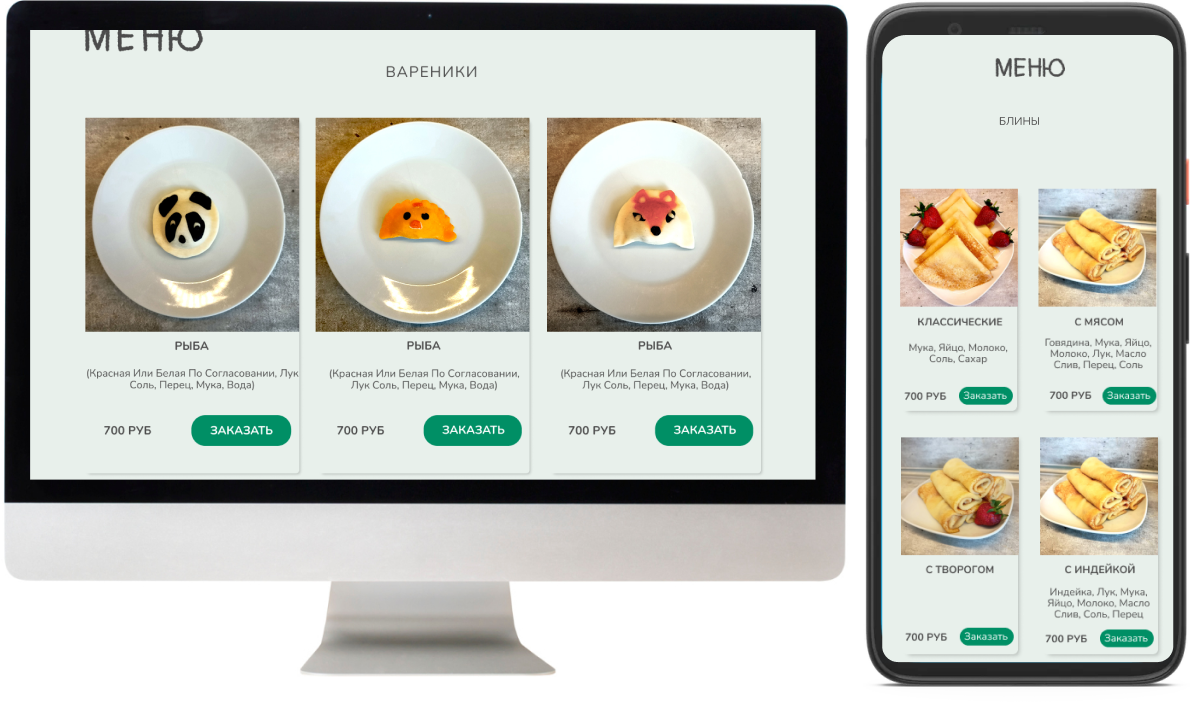 МЕНЮ
ВАРЕНИКИ
РЫБА
(Красная Или Белая По Согласовании, Лук
Соль, Перец, Мука, Вода)
700 РУБ
ЗАКАЗАТЬ
РЫБА
(Красная Или Белая По Согласовании,
Лук Соль, Перец, Мука, Вода)
700 РУБ
ЗАКАЗАТЬ
РЫБА
(Красная Или Белая По Согласовании,
Лук Соль, Перец, Мука, Вода)
700 РУБ
ЗАКАЗАТЬ
МЕНЮ
БЛИНЫ
КЛАССИЧЕСКИЕ
Мука, Яйцо, Молоко,
Соль, Сахар
700 РУБ
Заказать
С МЯСОМ
Говядина, Мука, Яйцо,
Молоко, Лук, Масло
Слив, Перец, Соль
700 РУБ
Заказать
С ТВОРОГОМ
700 РУБ
Заказать
С ИНДЕЙКОЙ
Индейка, Лук, Мука,
Яйцо, Молоко, Масло
Слив, Соль, Перец
700 РУБ
Заказать